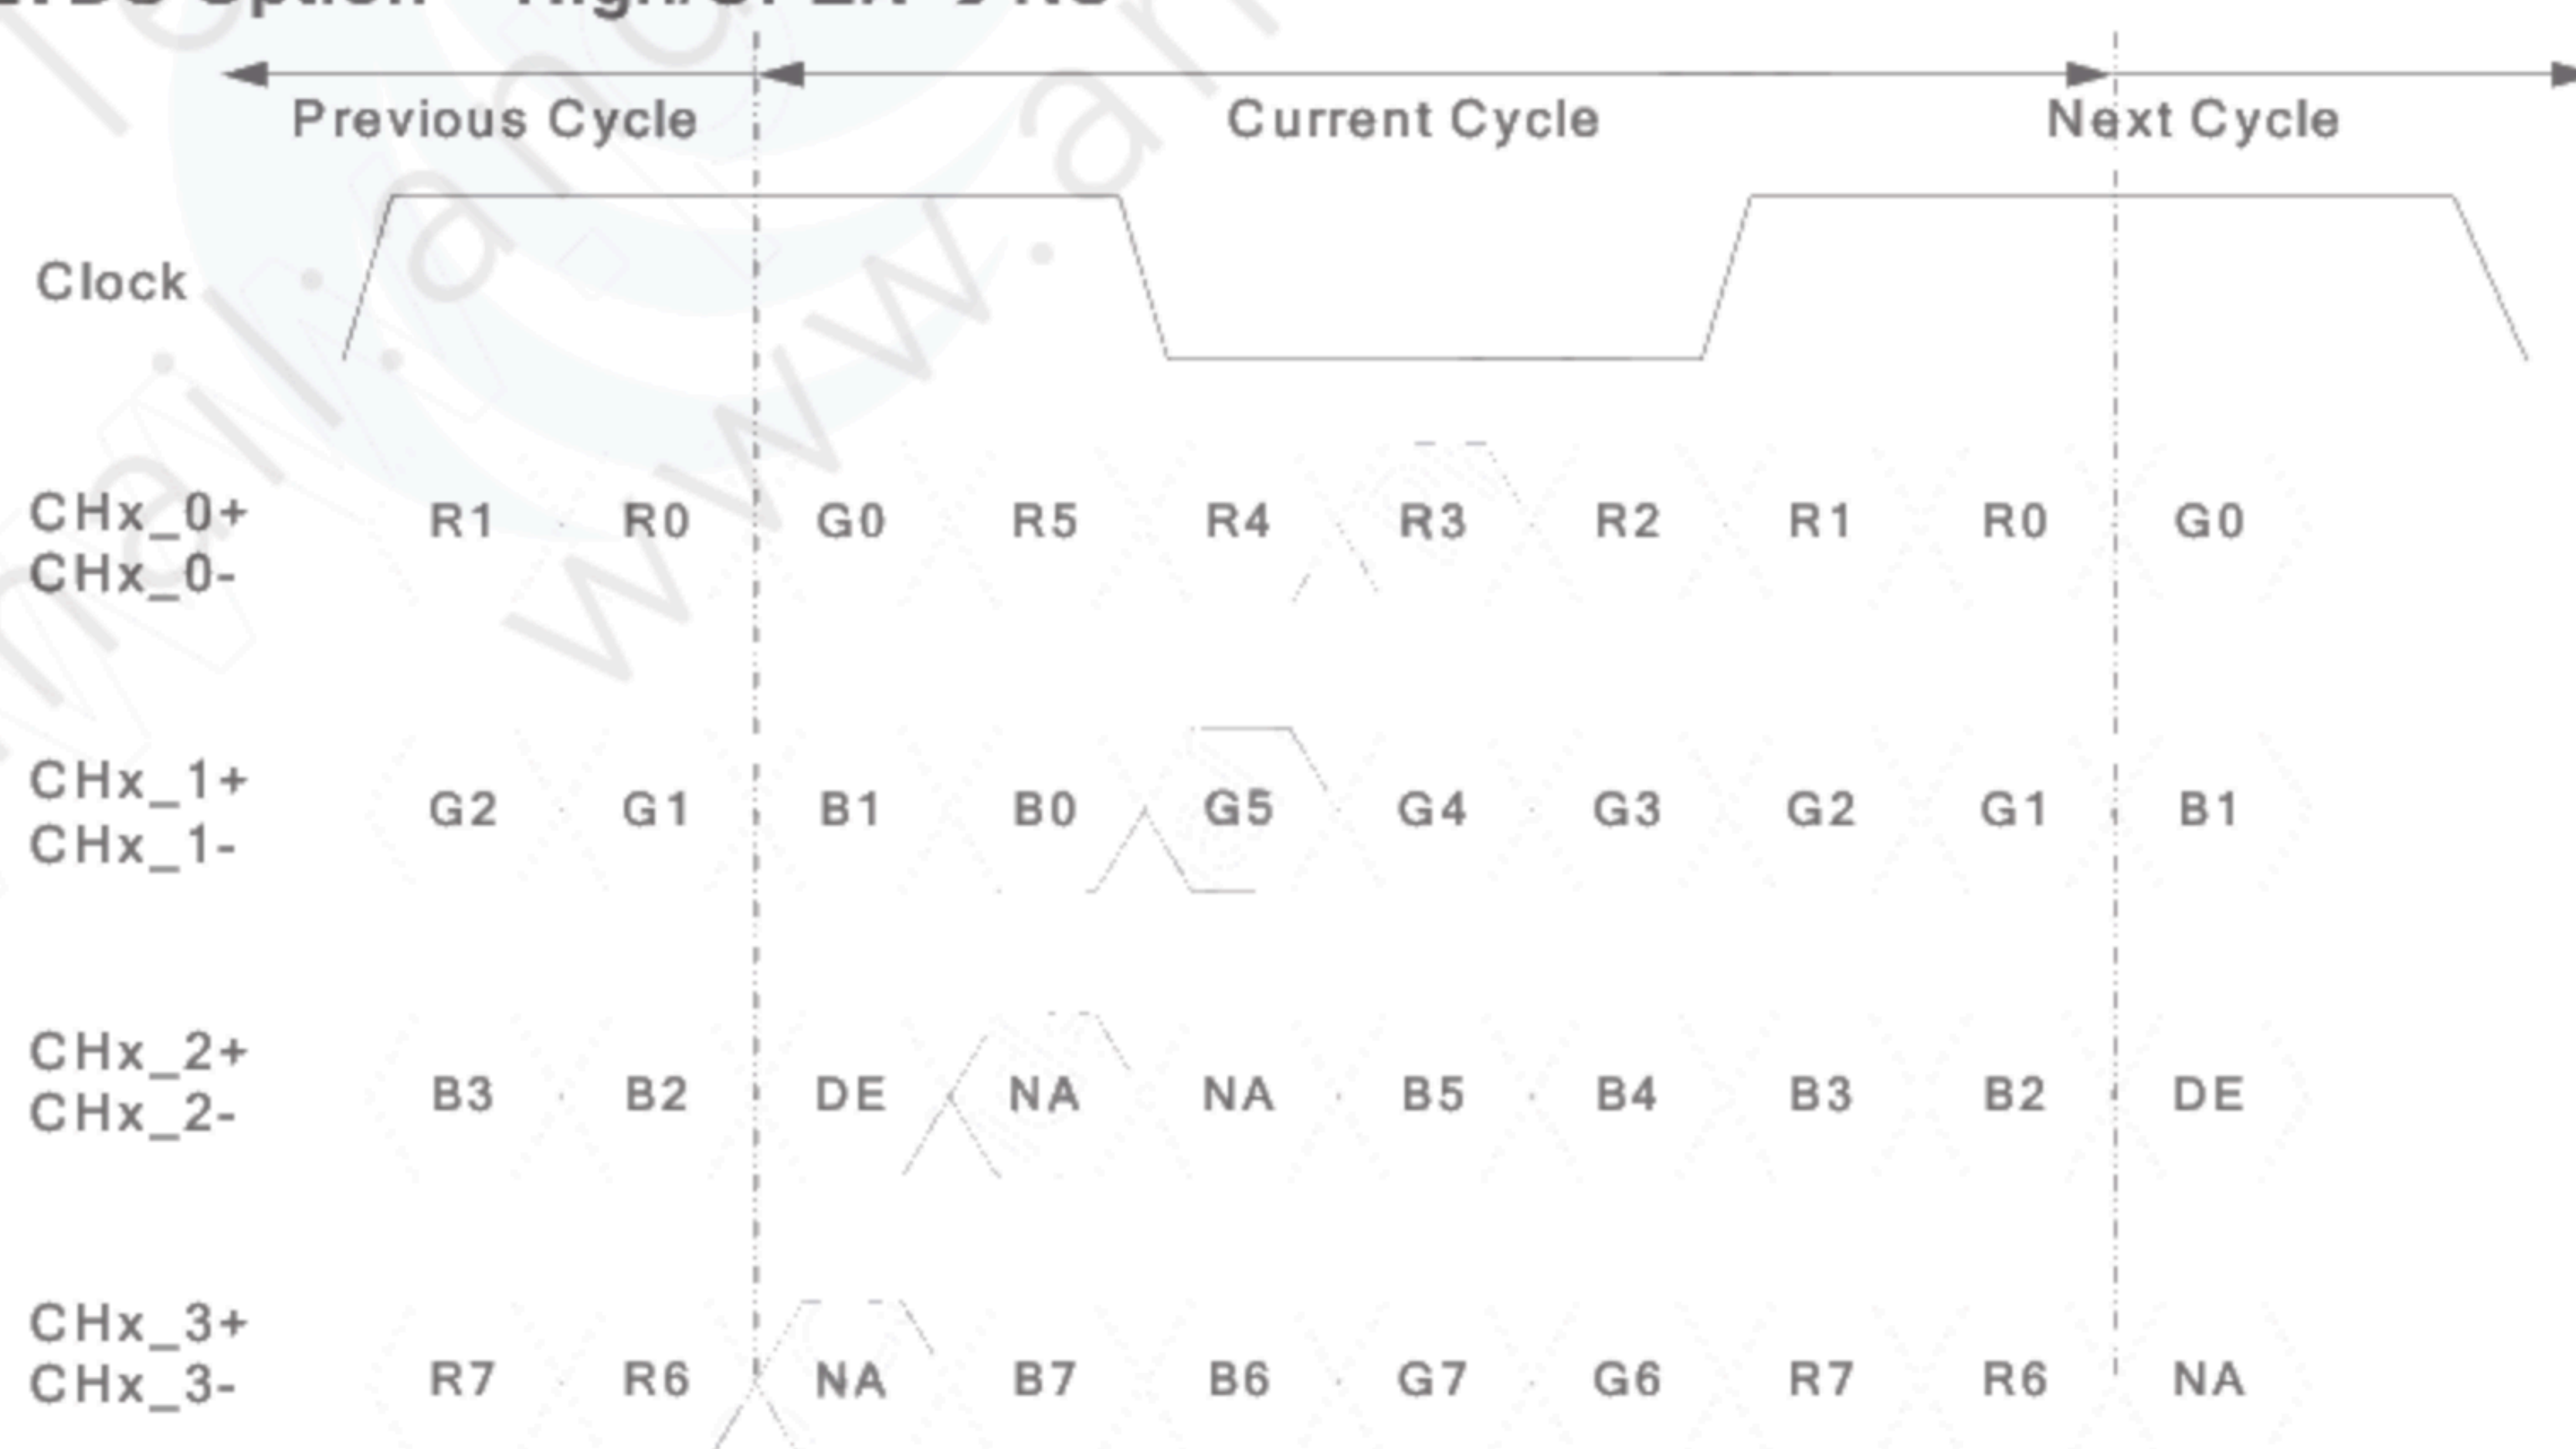 Previous Cycle Current Cycle Next Cycle
Clock
CHx_0+
R1 R0 G0 R5 R4 R3 R2 R1 R0 G0
CHx_0-
CHx_1+
G2 G1 B1 B0 G5 G4 G3 G2 G1 B1
CHx_1-
CHx_2+
B3 B2 DE NA NA B5 B4 B3 B2 DE
CHx_2-
CHx_3+
R7 R6 NA B7 B6 G7 G6 R7 R6 NA
CHx_3-